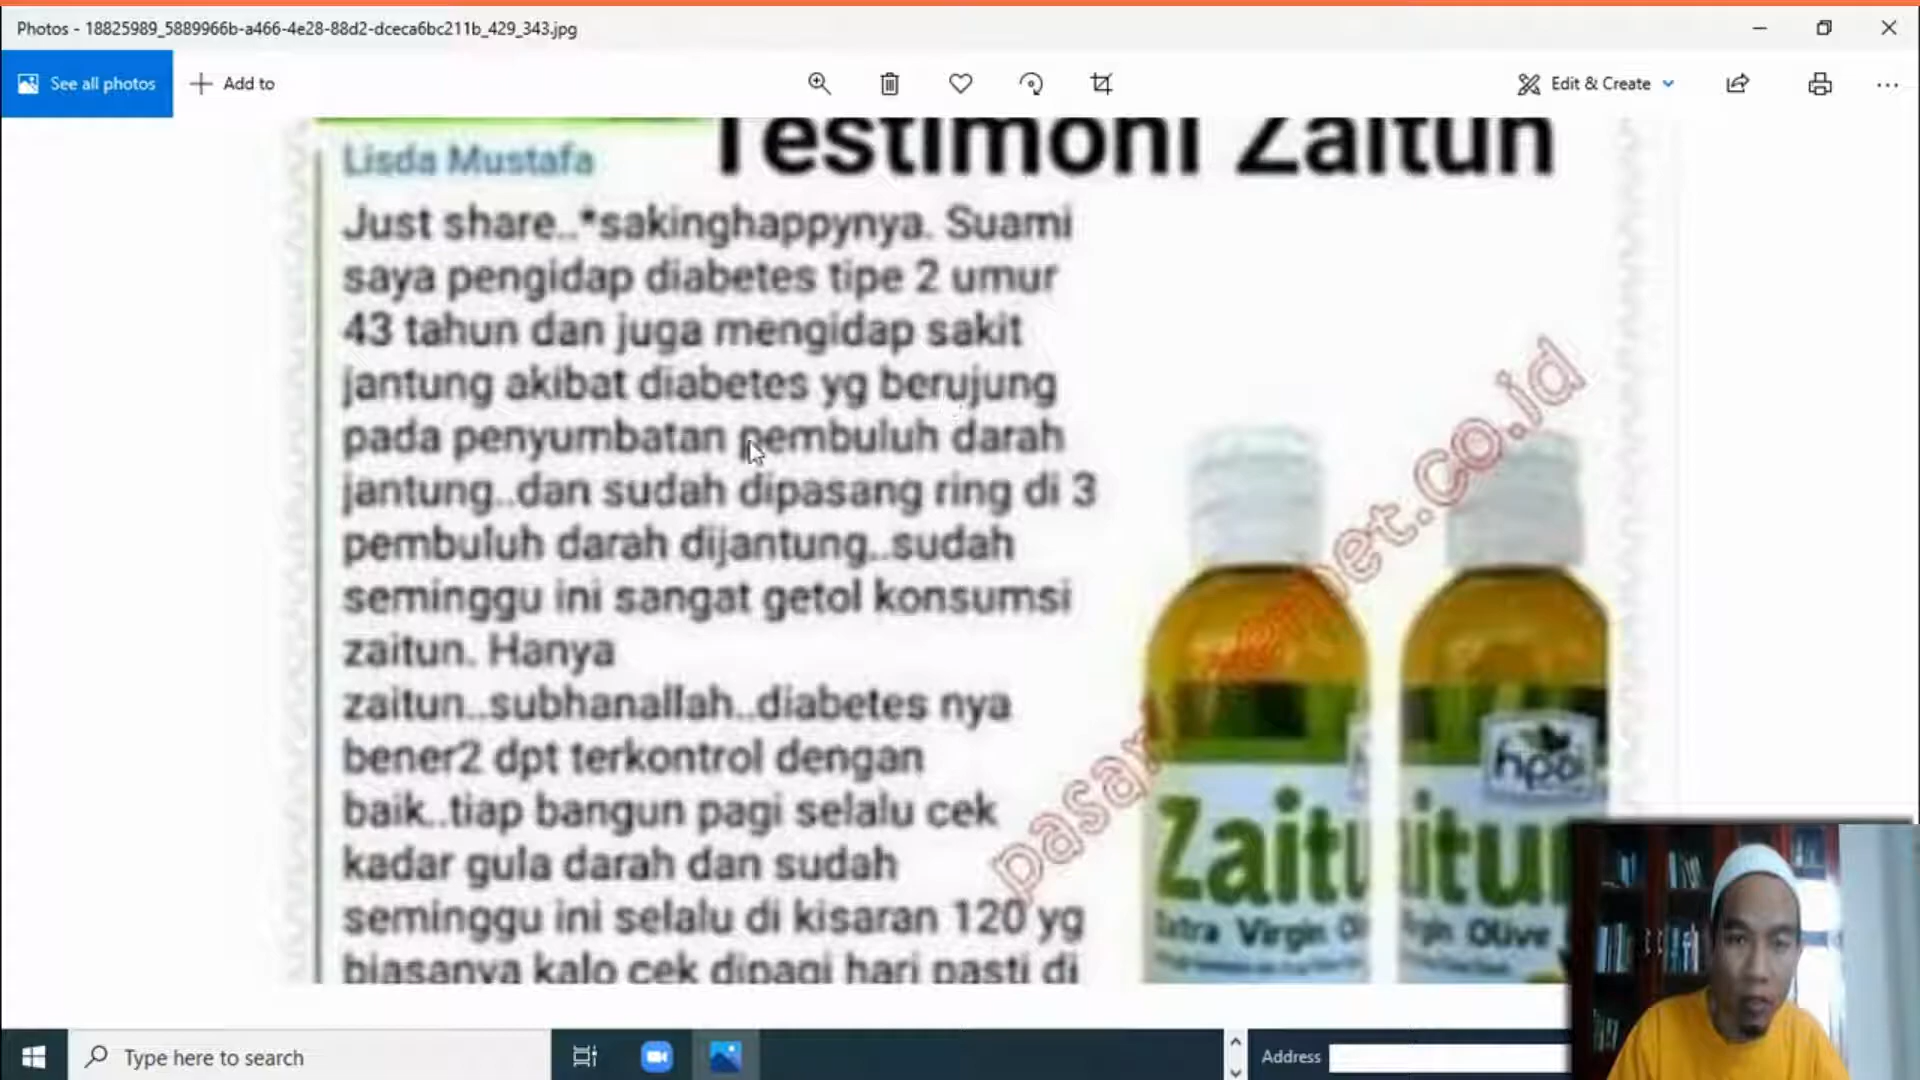 Photos - 18825989_5889966b-a466-4e28-88d2-dceca6bc211b_429_343.jpg
See all photos
Add to
Edit & Create
Testimoni Zaitun
Lisda Mustafa
Just share..*sakinghappynya. Suami
saya pengidap diabetes tipe 2 umur
43 tahun dan juga mengidap sakit
jantung akibat diabetes yg berujung
pada penyumbatan pembuluh darah
jantung..dan sudah dipasang ring di 3
pembuluh darah dijantung..sudah
seminggu ini sangat getol konsumsi
zaitun. Hanya
zaitun..subhanallah..diabetes nya
bener2 dpt terkontrol dengan
baik..tiap bangun pagi selalu cek
kadar gula darah dan sudah
seminggu ini selalu di kisaran 120 yg
biasanya kalo cek dipagi hari pasti di
hpai
Zaitu
itun
Extra Virgin Ol
Virgin Olive
Type here to search
Address